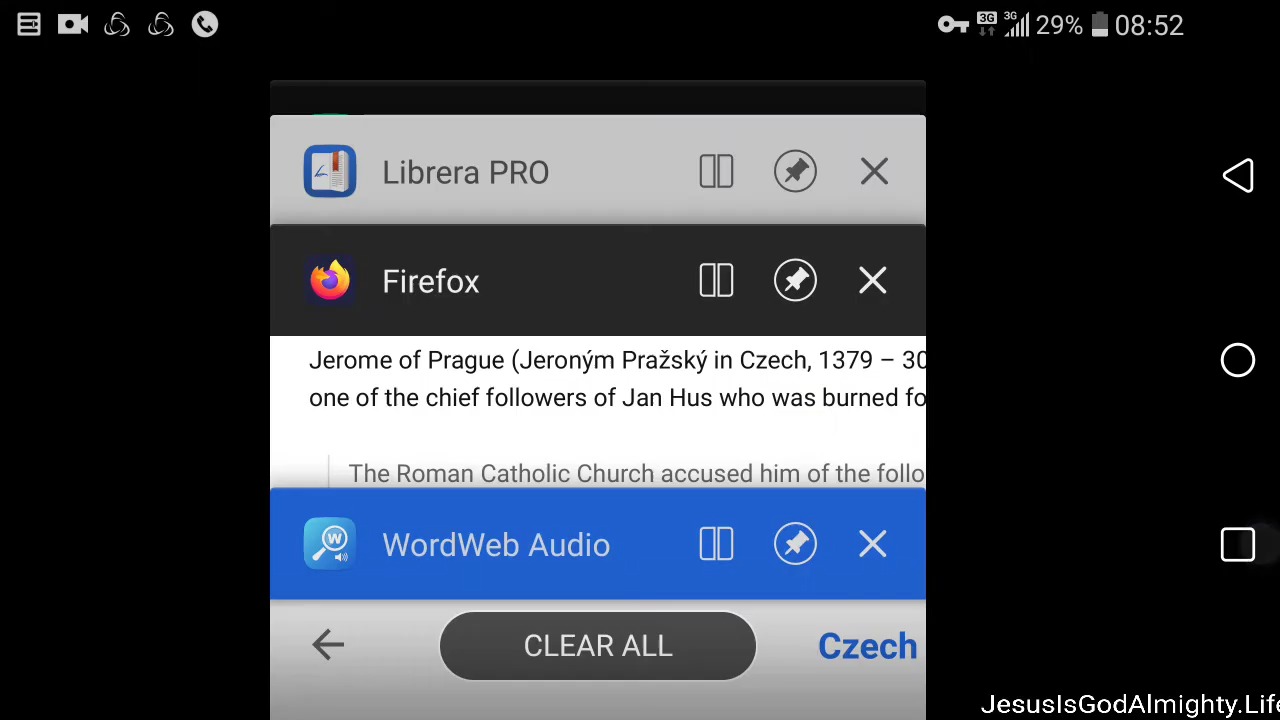 3G 3G 29% 08:52
Librera PRO
Firefox
Jerome of Prague (Jeroným Pražský in Czech, 1379 – 30
one of the chief followers of Jan Hus who was burned fo
The Roman Catholic Church accused him of the follo
W WordWeb Audio
CLEAR ALL Czech
JesusIsGodAlmighty.Life